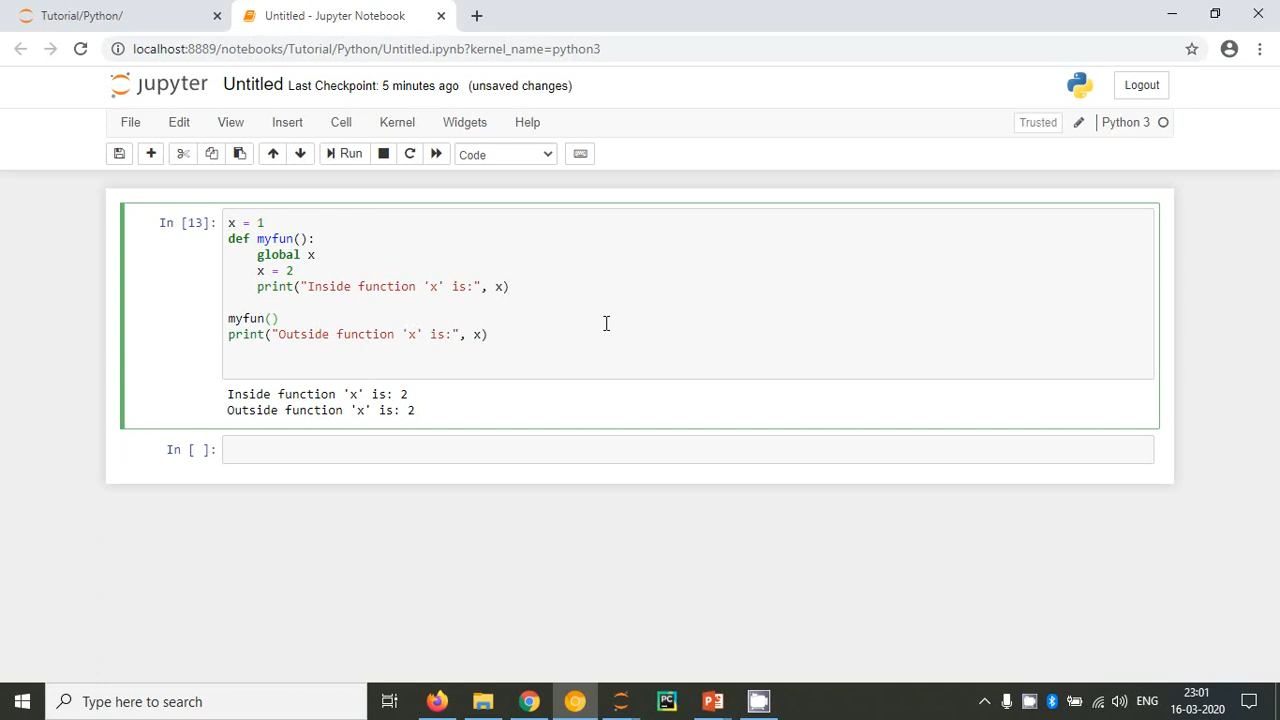 Tutorial/Python/
Untitled - Jupyter Notebook
localhost:8889/notebooks/Tutorial/Python/Untitled.ipynb?kernel_name=python3
jupyter Untitled Last Checkpoint: 5 minutes ago (unsaved changes)
Logout
File Edit View Insert Cell Kernel Widgets Help
Trusted
Python 3
Run
Code
In [13]:
x = 1
def myfun():
    global x
    x = 2
    print("Inside function 'x' is:", x)
myfun()
print("Outside function 'x' is:", x)
Inside function 'x' is: 2
Outside function 'x' is: 2
In [ ]:
Type here to search
PC
P
ENG
23:01
16-03-2020